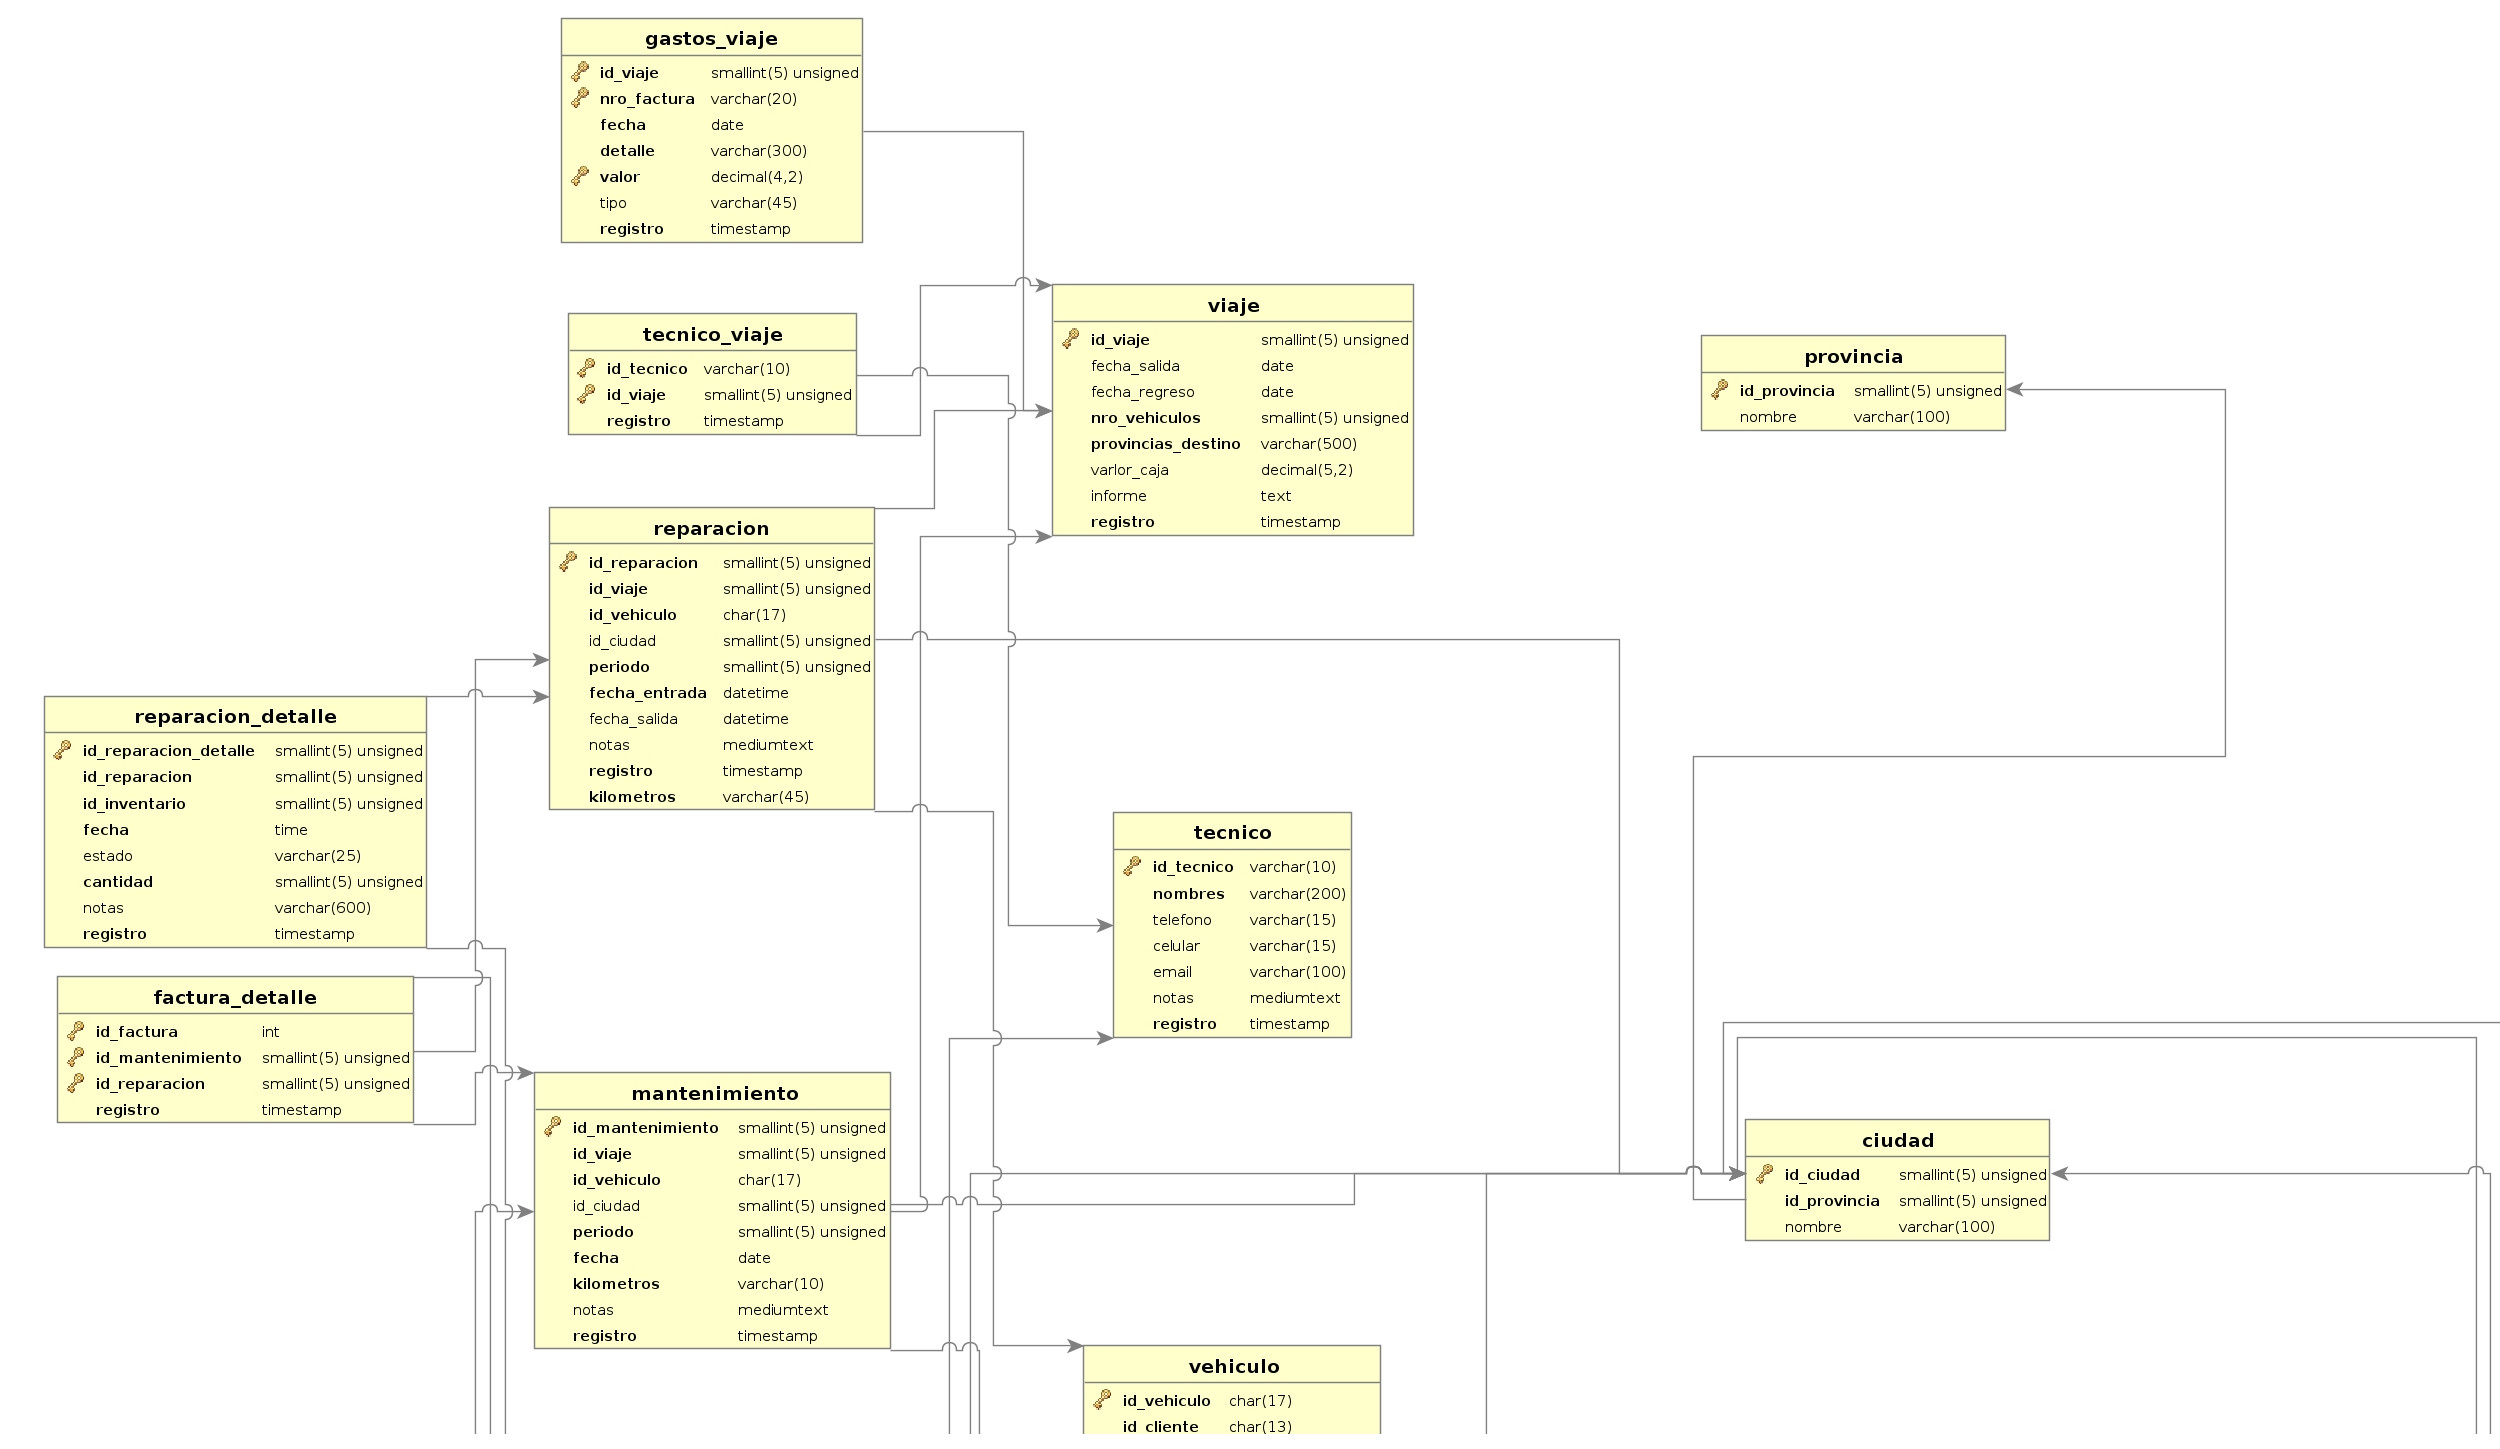 gastos_viaje
id_viaje smallint(5) unsigned
nro_factura varchar(20)
fecha date
detalle varchar(300)
valor decimal(4,2)
tipo varchar(45)
registro timestamp
viaje
id_viaje smallint(5) unsigned
fecha_salida date
fecha_regreso date
nro_vehiculos smallint(5) unsigned
provincias_destino varchar(500)
varlor_caja decimal(5,2)
informe text
registro timestamp
tecnico_viaje
id_tecnico varchar(10)
id_viaje smallint(5) unsigned
registro timestamp
provincia
id_provincia smallint(5) unsigned
nombre varchar(100)
reparacion
id_reparacion smallint(5) unsigned
id_viaje smallint(5) unsigned
id_vehiculo char(17)
id_ciudad smallint(5) unsigned
periodo smallint(5) unsigned
fecha_entrada datetime
fecha_salida datetime
notas mediumtext
registro timestamp
kilometros varchar(45)
reparacion_detalle
id_reparacion_detalle smallint(5) unsigned
id_reparacion smallint(5) unsigned
id_inventario smallint(5) unsigned
fecha time
estado varchar(25)
cantidad smallint(5) unsigned
notas varchar(600)
registro timestamp
tecnico
id_tecnico varchar(10)
nombres varchar(200)
telefono varchar(15)
celular varchar(15)
email varchar(100)
notas mediumtext
registro timestamp
factura_detalle
id_factura int
id_mantenimiento smallint(5) unsigned
id_reparacion smallint(5) unsigned
registro timestamp
mantenimiento
id_mantenimiento smallint(5) unsigned
id_viaje smallint(5) unsigned
id_vehiculo char(17)
id_ciudad smallint(5) unsigned
periodo smallint(5) unsigned
fecha date
kilometros varchar(10)
notas mediumtext
registro timestamp
ciudad
id_ciudad smallint(5) unsigned
id_provincia smallint(5) unsigned
nombre varchar(100)
vehiculo
id_vehiculo char(17)
id_cliente char(13)